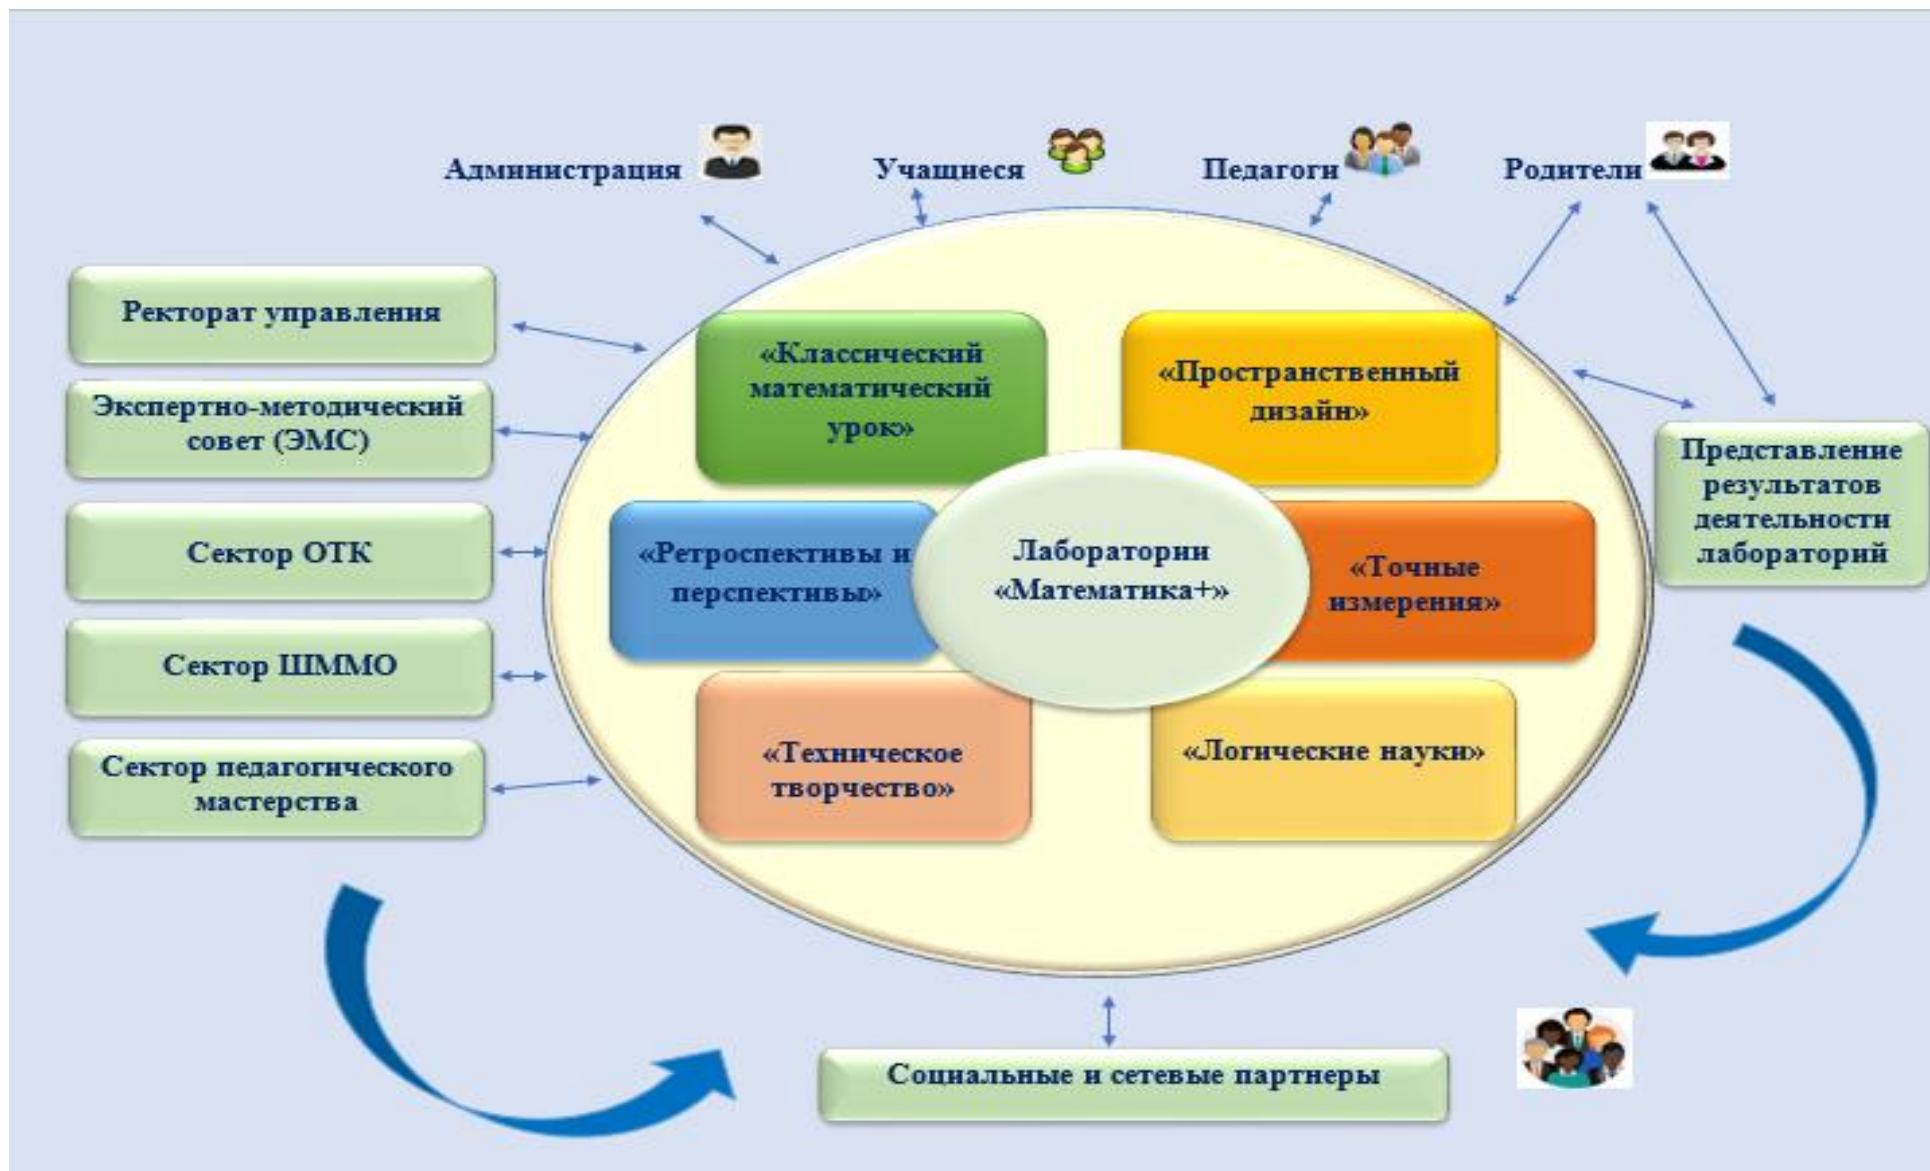 Администрация
Учащиеся
Педагоги
Родители
Ректорат управления
Экспертно-методический
совет (ЭМС)
Сектор ОТК
Сектор ШММО
Сектор педагогического
мастерства
«Классический
математический
урок»
«Пространственный
дизайн»
«Ретроспективы и
перспективы»
Лаборатории
«Математика+»
«Точные
измерения»
«Техническое
творчество»
«Логические науки»
Представление
результатов
деятельности
лабораторий
Социальные и сетевые партнеры